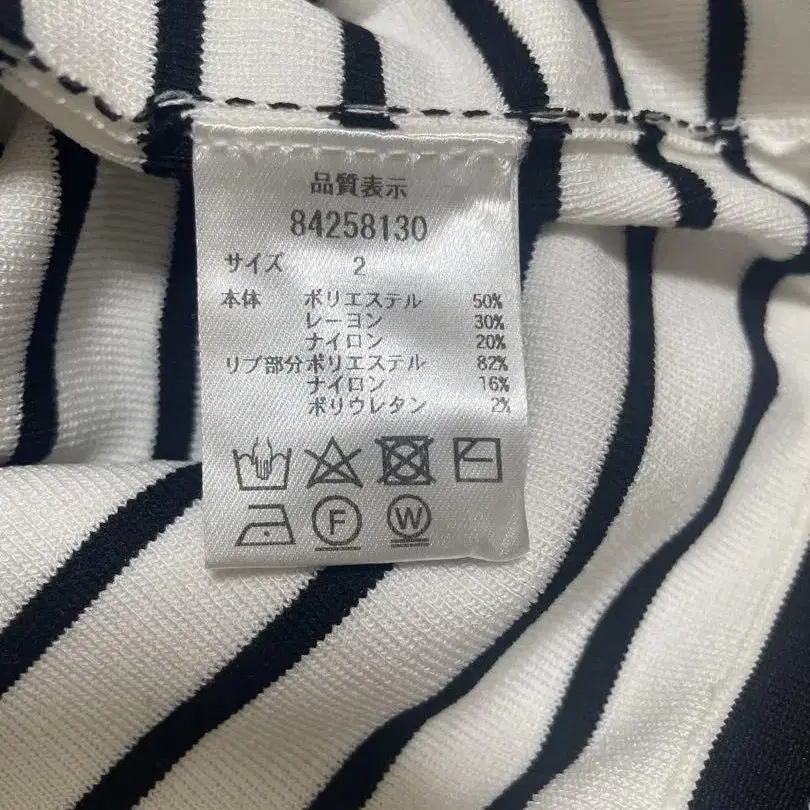 品質表示
84258130
サイズ 2
本体 ポリエステル 50%
レーヨン 30%
ナイロン 20%
リブ部分 ポリエステル 82%
ナイロン 16%
ポリウレタン 2%
F W